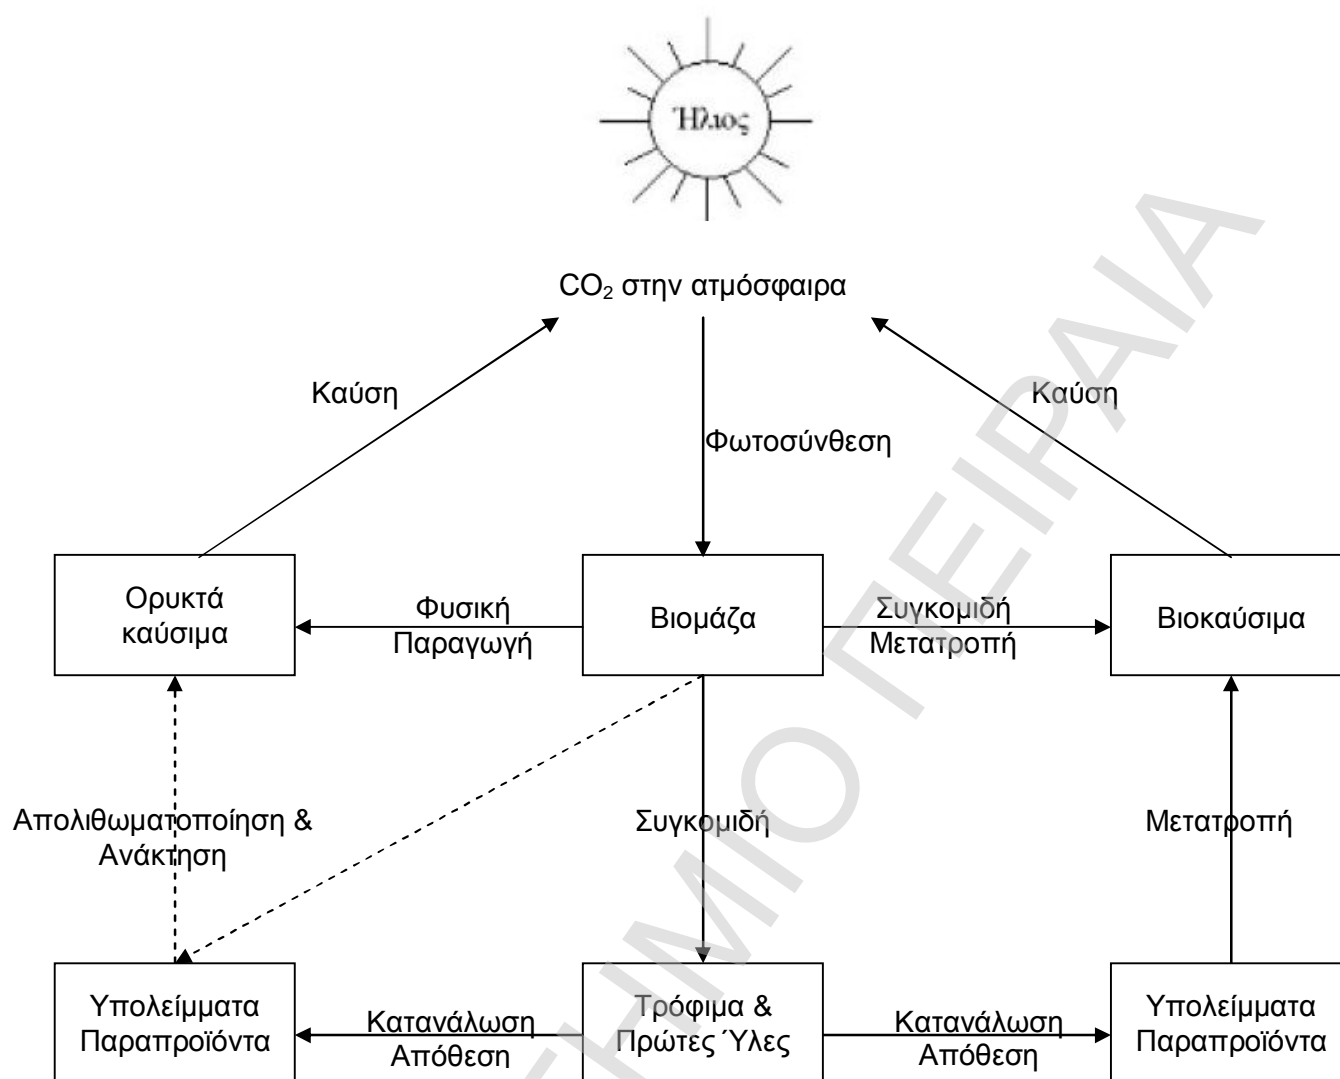 Ήλιος
CO₂ στην ατμόσφαιρα
Καύση
Καύση
Φωτοσύνθεση
Ορυκτά
καύσιμα
Φυσική
Παραγωγή
Βιομάζα
Συγκομιδή
Μετατροπή
Βιοκαύσιμα
Απολιθωματοποίηση &
Ανάκτηση
Συγκομιδή
Μετατροπή
Υπολείμματα
Παραπροϊόντα
Κατανάλωση
Απόθεση
Τρόφιμα &
Πρώτες Ύλες
Κατανάλωση
Απόθεση
Υπολείμματα
Παραπροϊόντα
ΠΕΙΡΑΙΑ